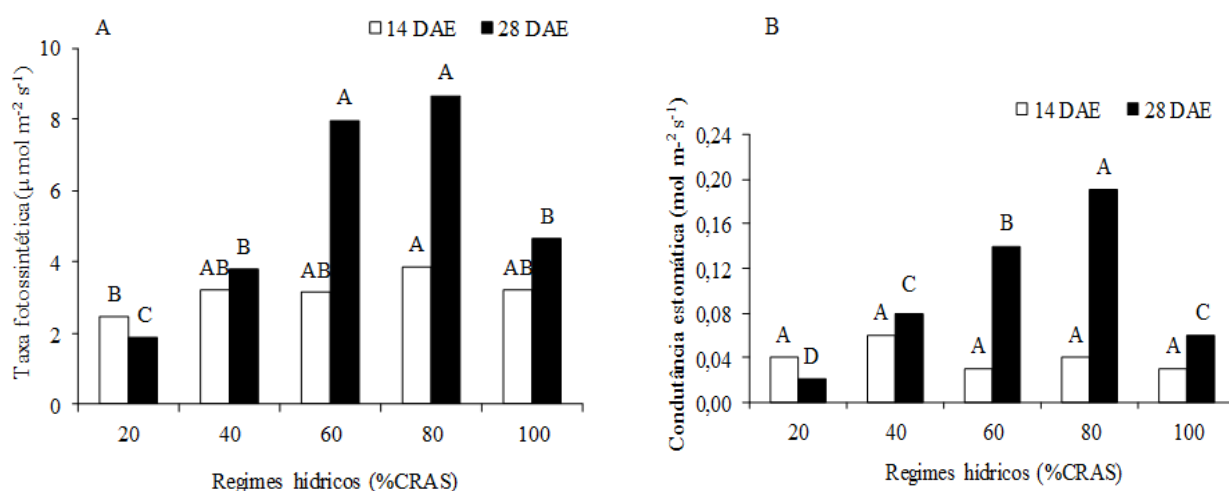 A
14 DAE 28 DAE
Taxa fotossintética (µmol m-2 s-1)
10
8
6
4
2
0
B
C
AB
B
AB
A
A
A
AB
B
20 40 60 80 100
Regimes hídricos (%CRAS)
B
14 DAE 28 DAE
Condutância estomática (mol m-2 s-1)
0,24
0,20
0,16
0,12
0,08
0,04
0,00
A
D
A
C
A
B
A
A
A
C
20 40 60 80 100
Regimes hídricos (%CRAS)